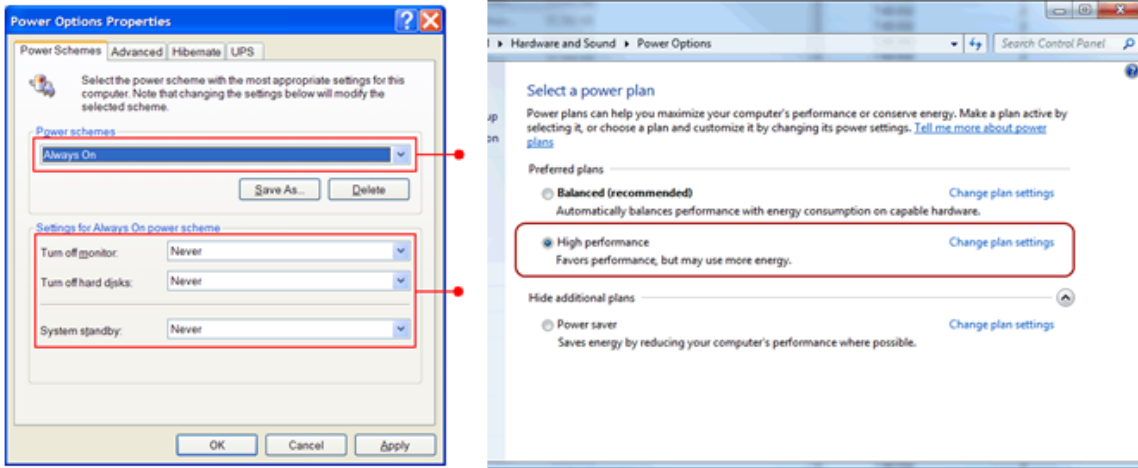 Power Options Properties
Power Schemes Advanced Hibernate UPS
Select the power scheme with the most appropriate settings for this
computer. Note that changing the settings below will modify the
selected scheme.
Power schemes
Always On
Save As... Delete
Settings for Always On power scheme
Turn off monitor: Never
Turn off hard disks: Never
System standby: Never
OK Cancel Apply
Hardware and Sound Power Options
Search Control Panel
Select a power plan
Power plans can help you maximize your computer's performance or conserve energy. Make a plan active by
selecting it, or choose a plan and customize it by changing its power settings. Tell me more about power
plans
Preferred plans
Balanced (recommended) Change plan settings
Automatically balances performance with energy consumption on capable hardware.
High performance Change plan settings
Favors performance, but may use more energy.
Hide additional plans
Power saver Change plan settings
Saves energy by reducing your computer's performance where possible.